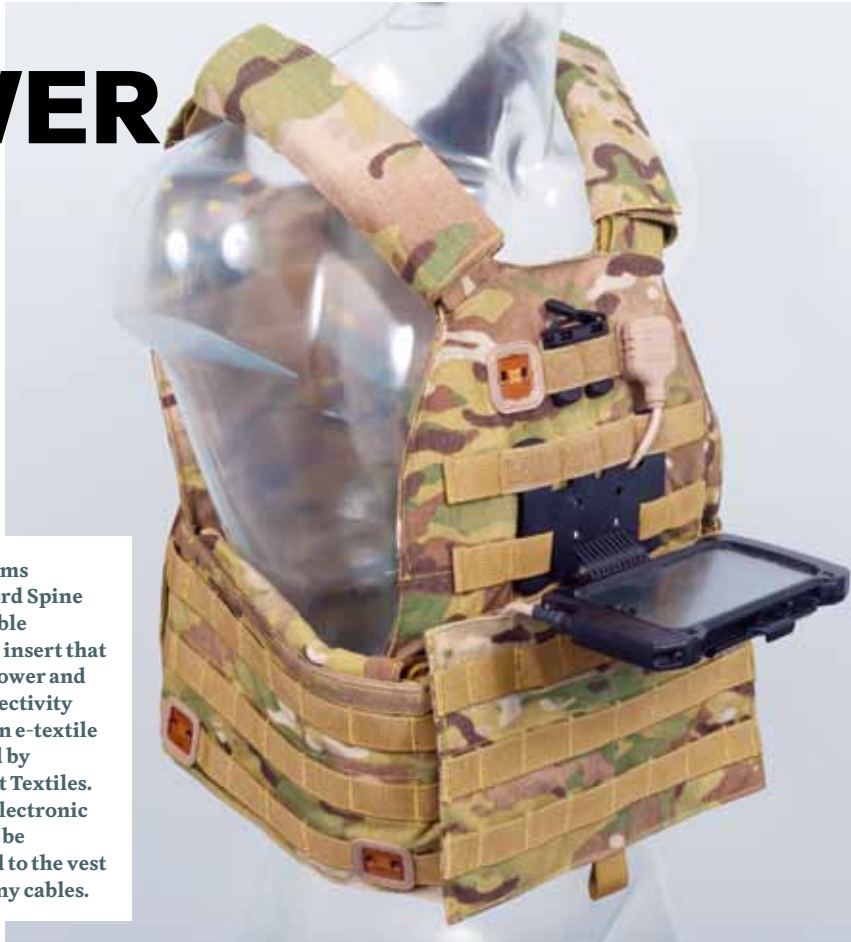 WER
ms
rd Spine
ble
insert that
ower and
ectivity
n e-textile
by
t Textiles.
lectronic
be
to the vest
ny cables.